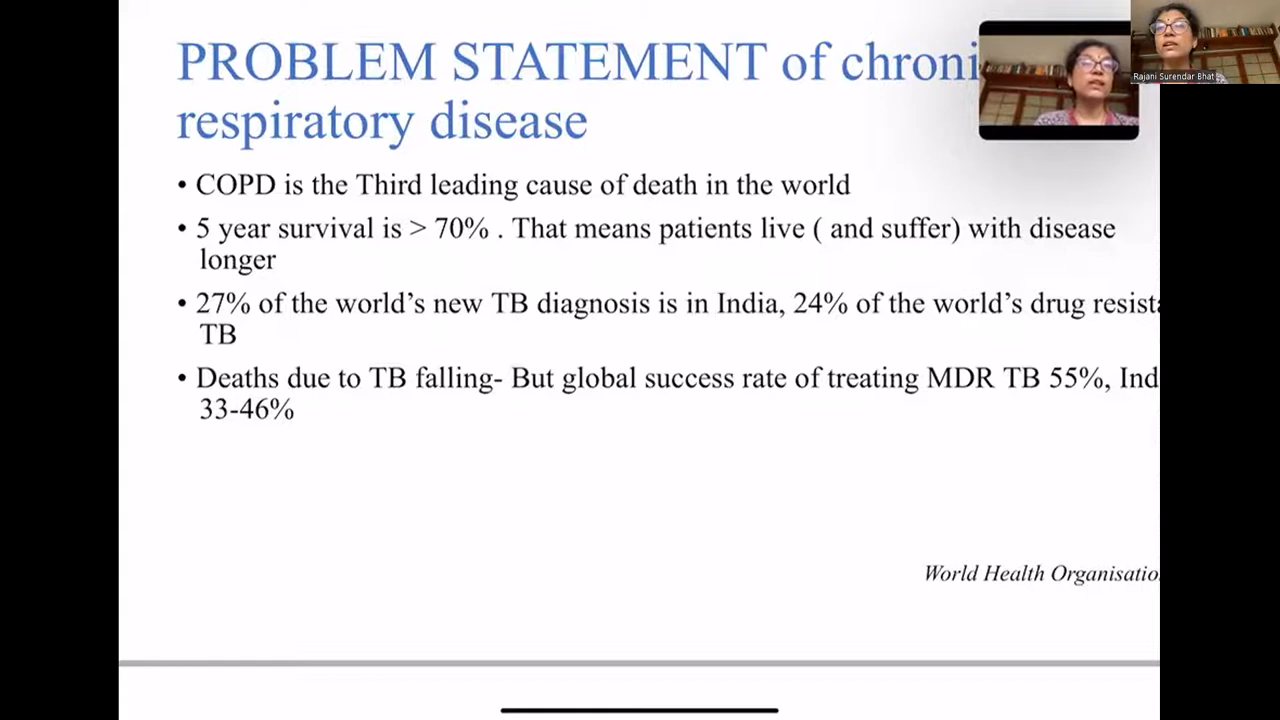 PROBLEM STATEMENT of chroni
respiratory disease
• COPD is the Third leading cause of death in the world
• 5 year survival is > 70% . That means patients live ( and suffer) with disease
longer
• 27% of the world’s new TB diagnosis is in India, 24% of the world’s drug resista
TB
• Deaths due to TB falling- But global success rate of treating MDR TB 55%, Ind
33-46%
World Health Organisatio
Rajani Surendar Bhat